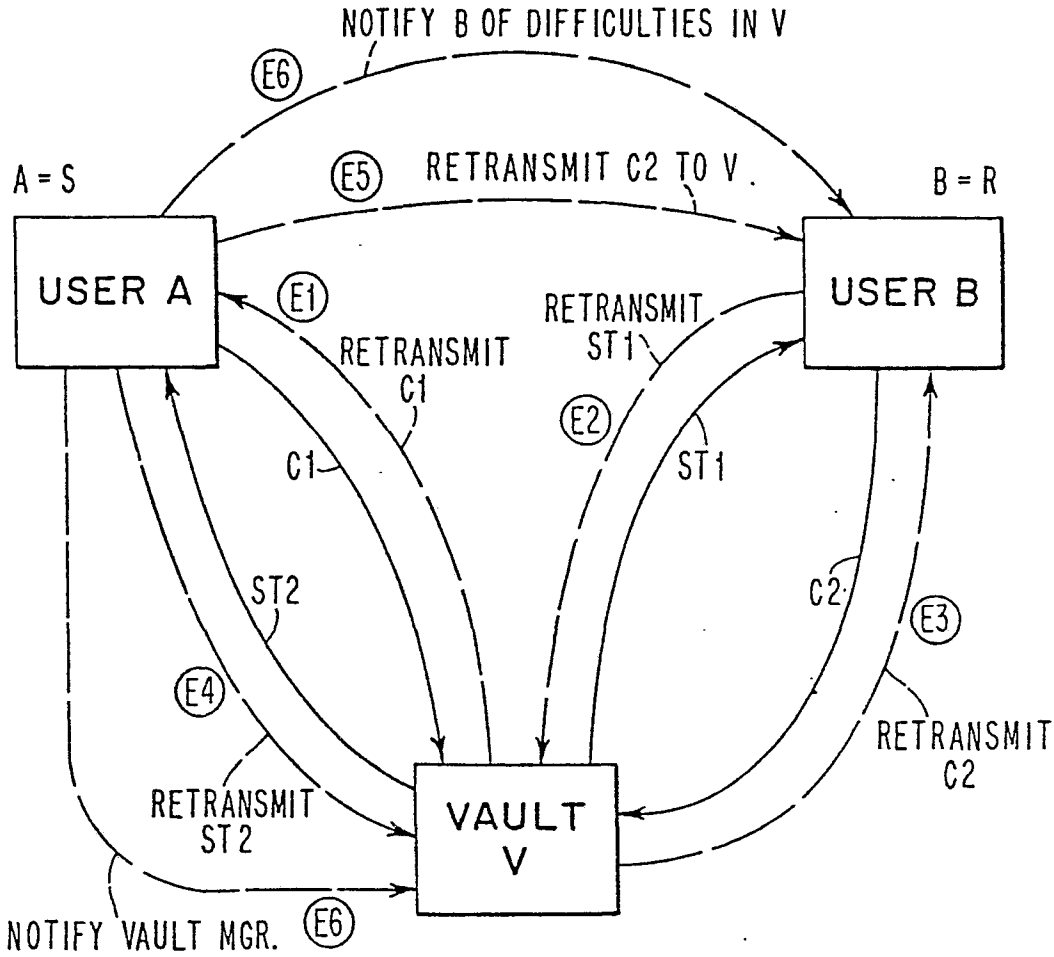 NOTIFY B OF DIFFICULTIES IN V
E6
A = S
E5
RETRANSMIT C2 TO V.
B = R
USER A
E1
RETRANSMIT
C1
RETRANSMIT
ST1
USER B
C1
E2
ST1
ST2
C2
E3
E4
RETRANSMIT
ST2
RETRANSMIT
C2
VAULT
V
NOTIFY VAULT MGR.
E6